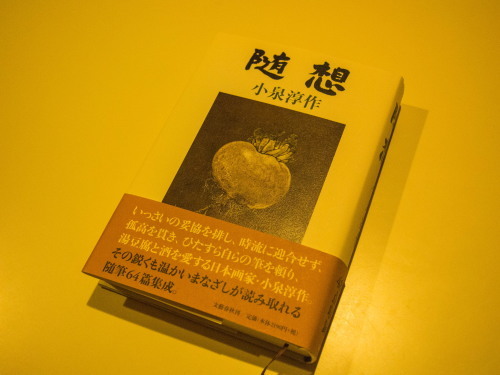 随想
小泉淳作
いっさいの妥協を排し、時流に迎合せず、
孤高を貫き、ひたすら自らの筆を頼り、
湯豆腐と酒を愛する日本画家・小泉淳作。
その鋭くも温かいまなざしが読み取れる
随筆64篇集成。